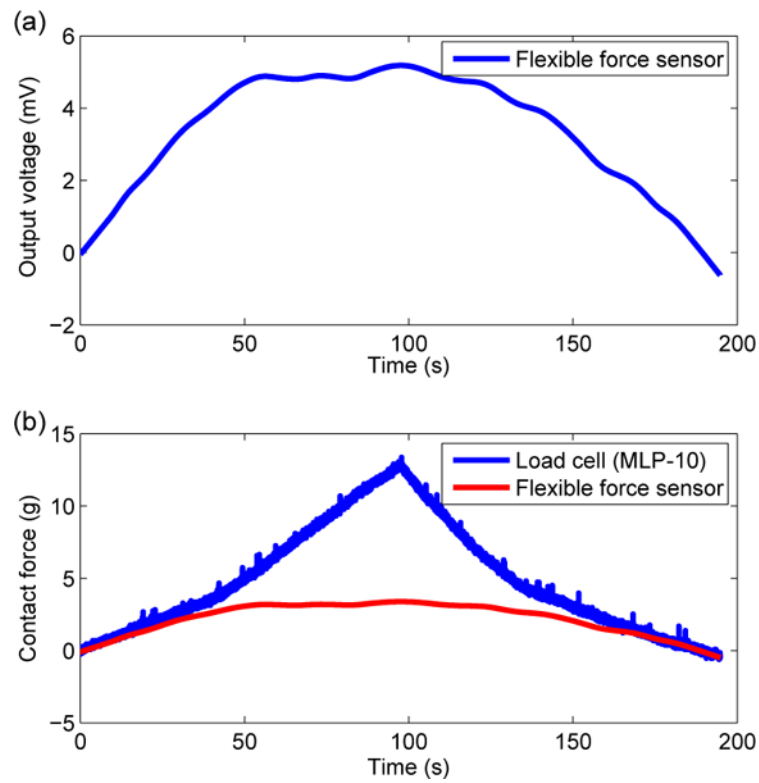 (a)
6
4
2
0
−2
Output voltage (mV)
Flexible force sensor
0 50 100 150 200
Time (s)
(b)
15
10
5
0
−5
Contact force (g)
Load cell (MLP-10)
Flexible force sensor
0 50 100 150 200
Time (s)